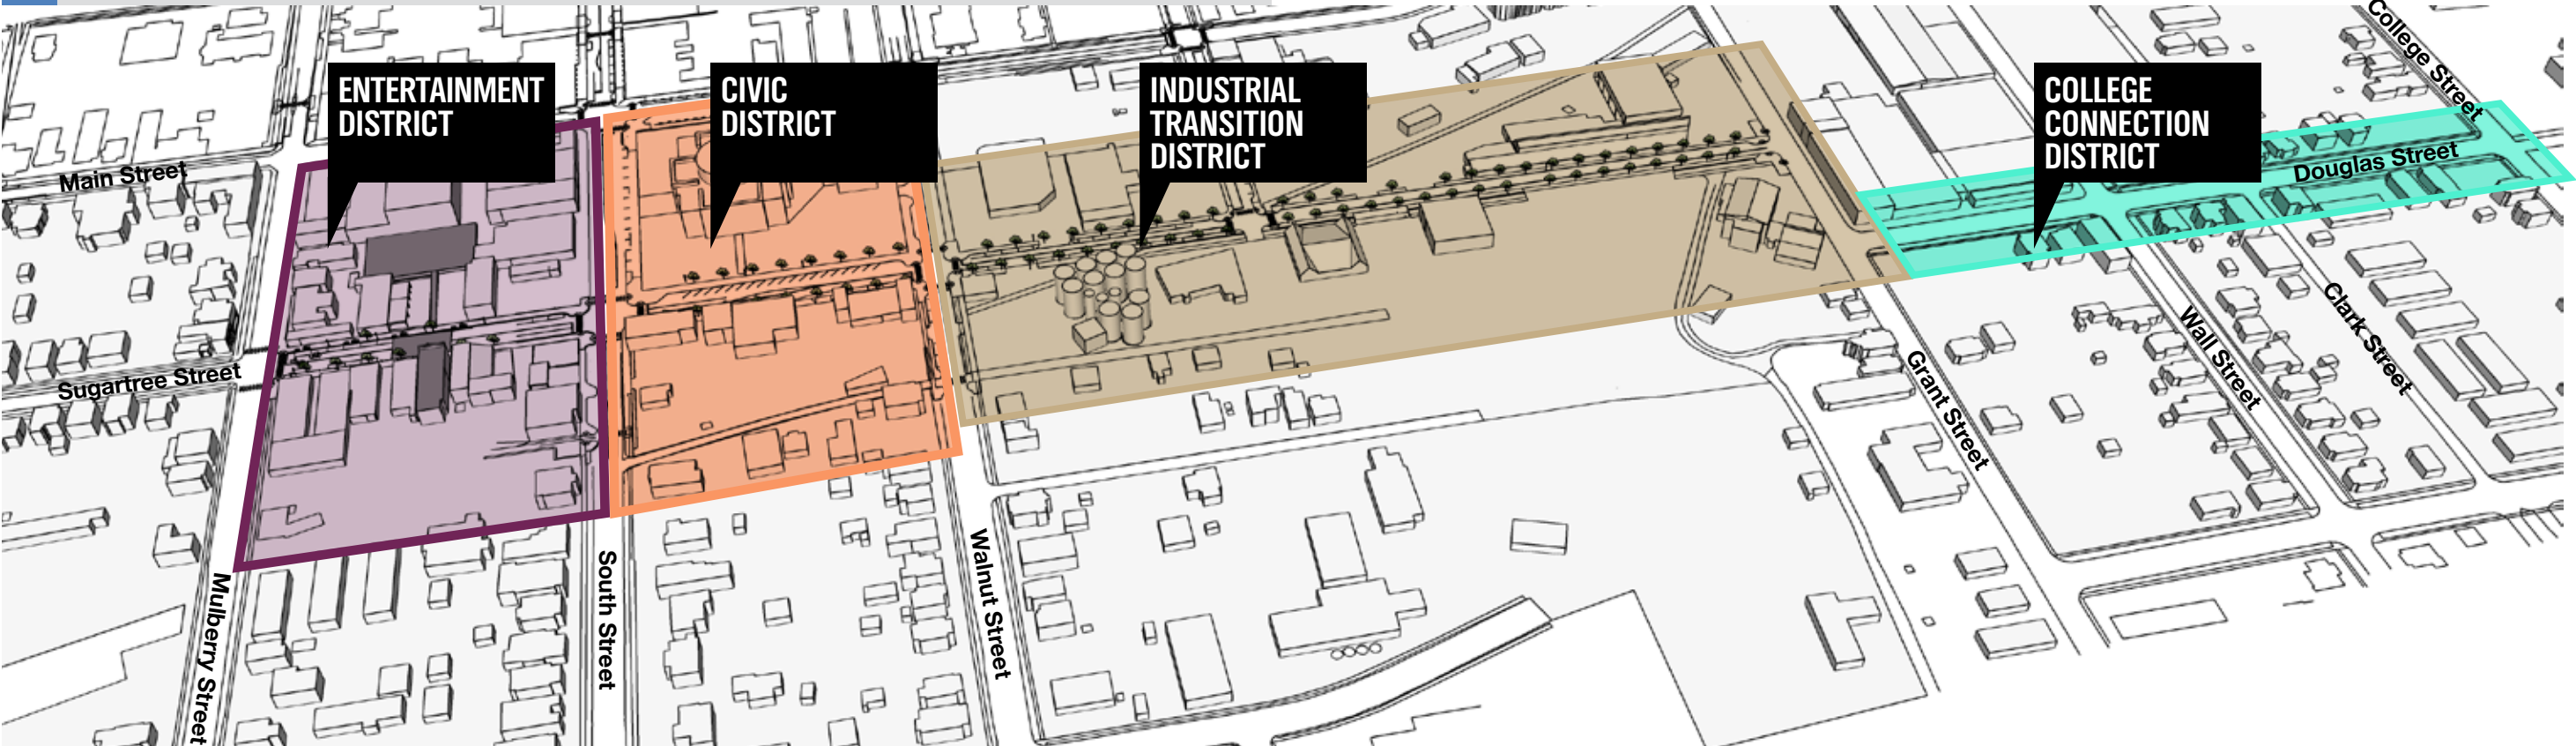 ENTERTAINMENT
DISTRICT
CIVIC
DISTRICT
INDUSTRIAL
TRANSITION
DISTRICT
COLLEGE
CONNECTION
DISTRICT
College Street
Main Street
Douglas Street
Sugartree Street
Mulberry Street
South Street
Walnut Street
Grant Street
Wall Street
Clark Street